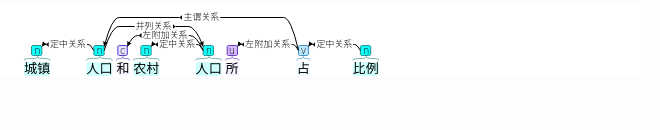 主谓关系
并列关系
左附加关系
定中关系 定中关系 左附加关系 定中关系
n n c n n u v n
城镇 人口 和 农村 人口 所 占 比例